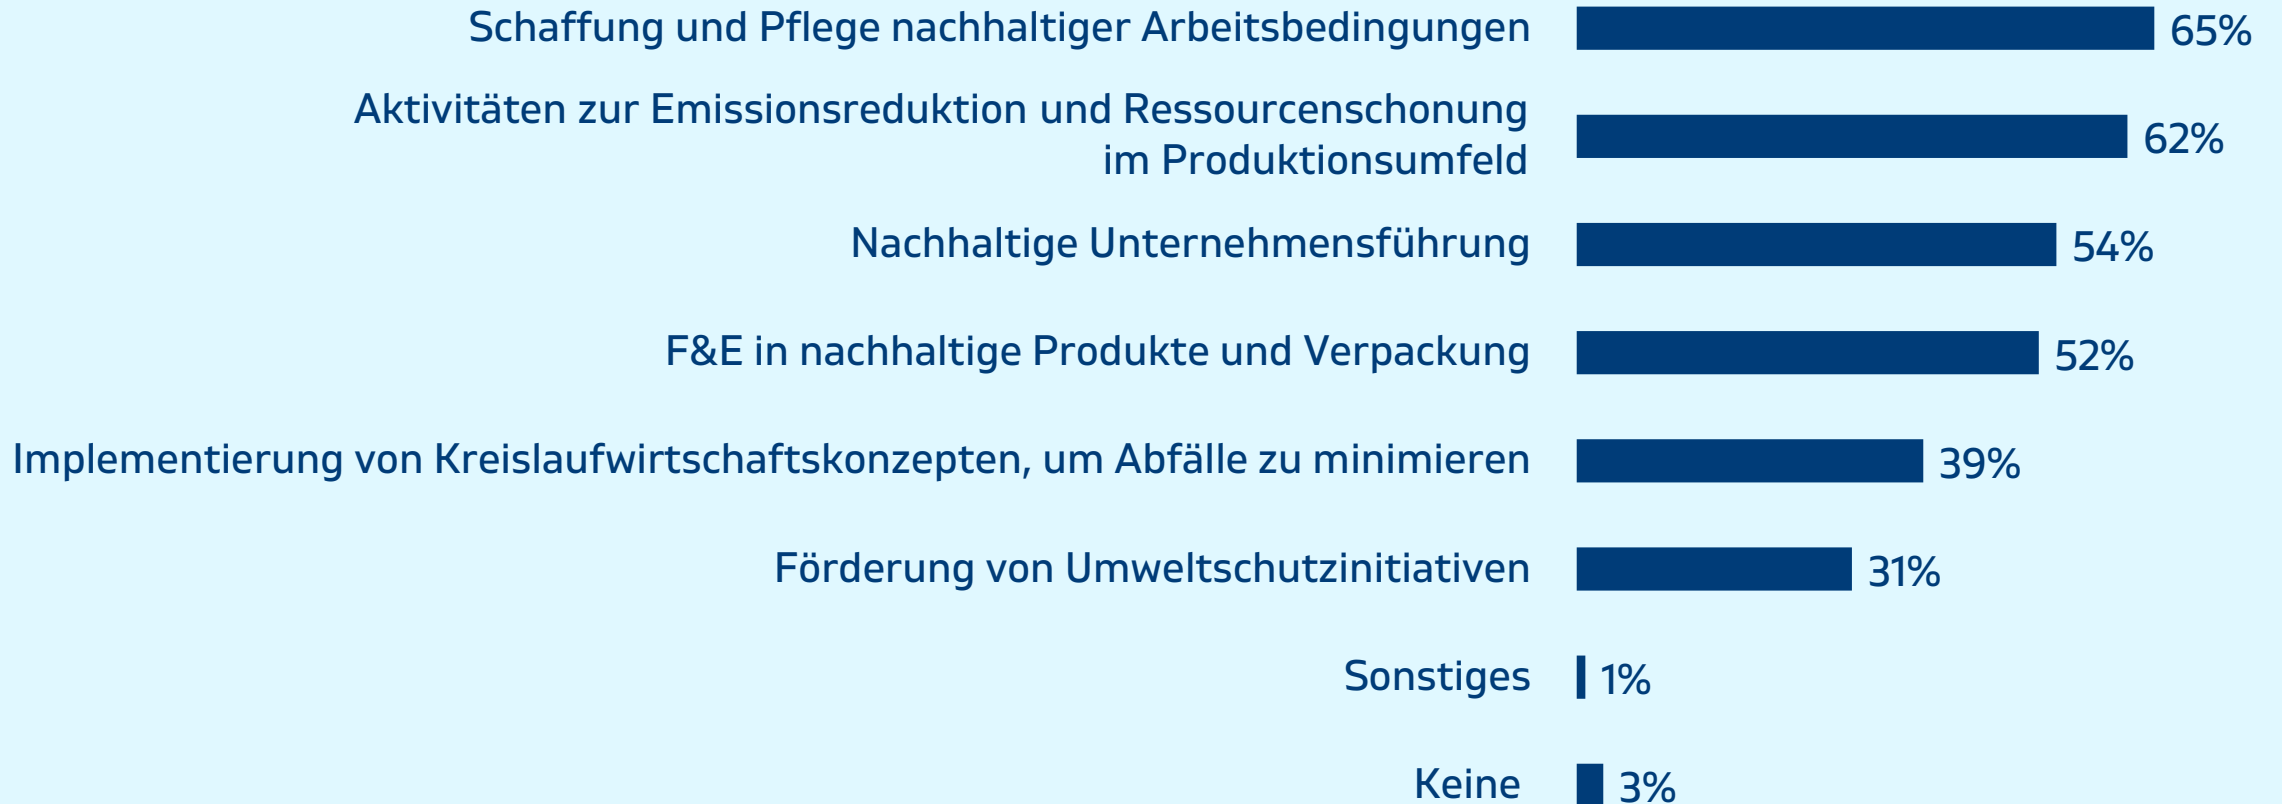 Schaffung und Pflege nachhaltiger Arbeitsbedingungen 65%
Aktivitäten zur Emissionsreduktion und Ressourcenschonung
im Produktionsumfeld 62%
Nachhaltige Unternehmensführung 54%
F&E in nachhaltige Produkte und Verpackung 52%
Implementierung von Kreislaufwirtschaftskonzepten, um Abfälle zu minimieren 39%
Förderung von Umweltschutzinitiativen 31%
Sonstiges 1%
Keine 3%